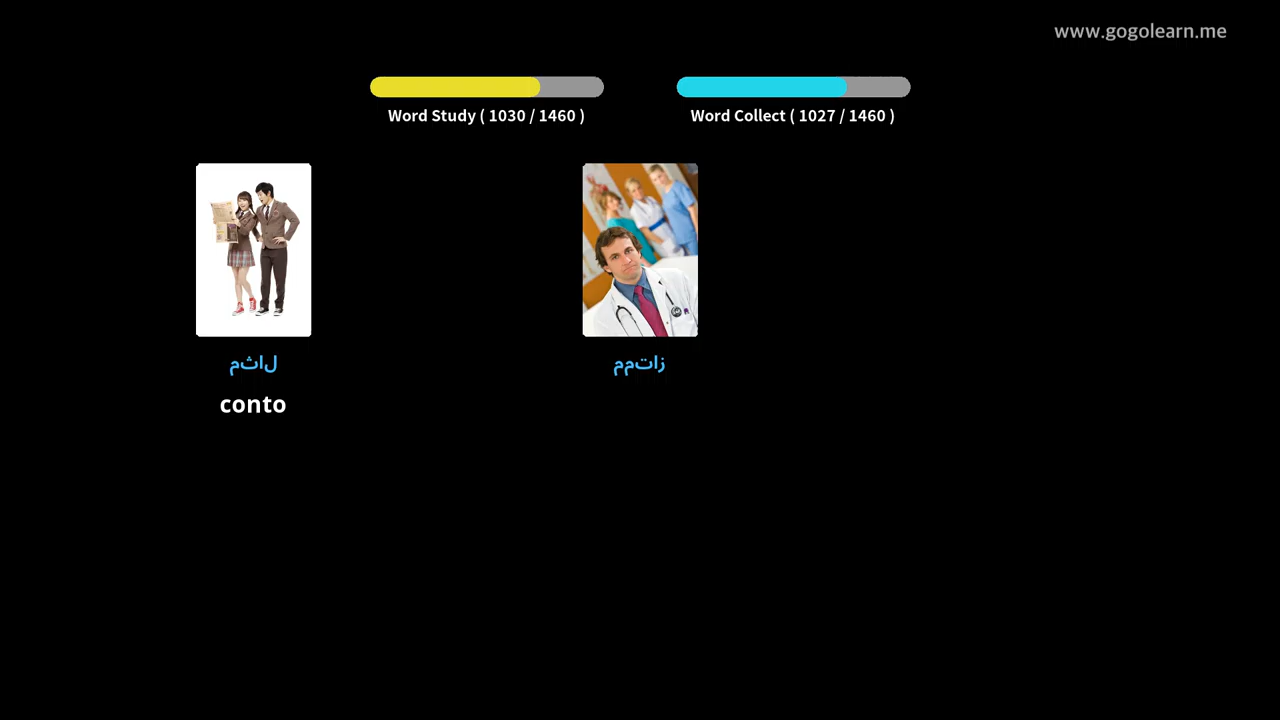 www.gogolearn.me
Word Study ( 1030 / 1460 )
Word Collect ( 1027 / 1460 )
مثال
ممتاز
conto